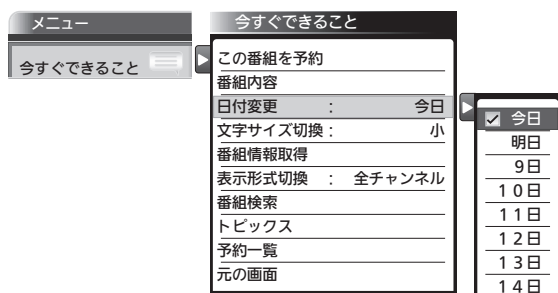 メニュー
今すぐできること
今すぐできること
この番組を予約
番組内容
日付変更 : 今日
文字サイズ切換 : 小
番組情報取得
表示形式切換 : 全チャンネル
番組検索
トピックス
予約一覧
元の画面
今日
明日
9日
10日
11日
12日
13日
14日